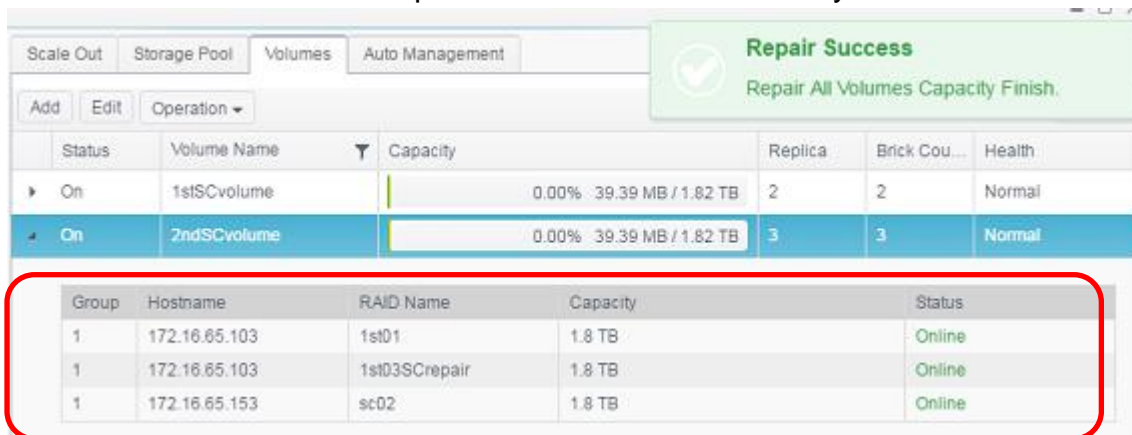 Scale Out Storage Pool Volumes Auto Management
Repair Success
Repair All Volumes Capacity Finish.
Add Edit Operation
Status Volume Name Capacity Replica Brick Cou... Health
On 1stSCvolume 0.00% 39.39 MB / 1.82 TB 2 2 Normal
On 2ndSCvolume 0.00% 39.39 MB / 1.82 TB 3 3 Normal
Group Hostname RAID Name Capacity Status
1 172.16.65.103 1st01 1.8 TB Online
1 172.16.65.103 1st03SCrepair 1.8 TB Online
1 172.16.65.153 sc02 1.8 TB Online